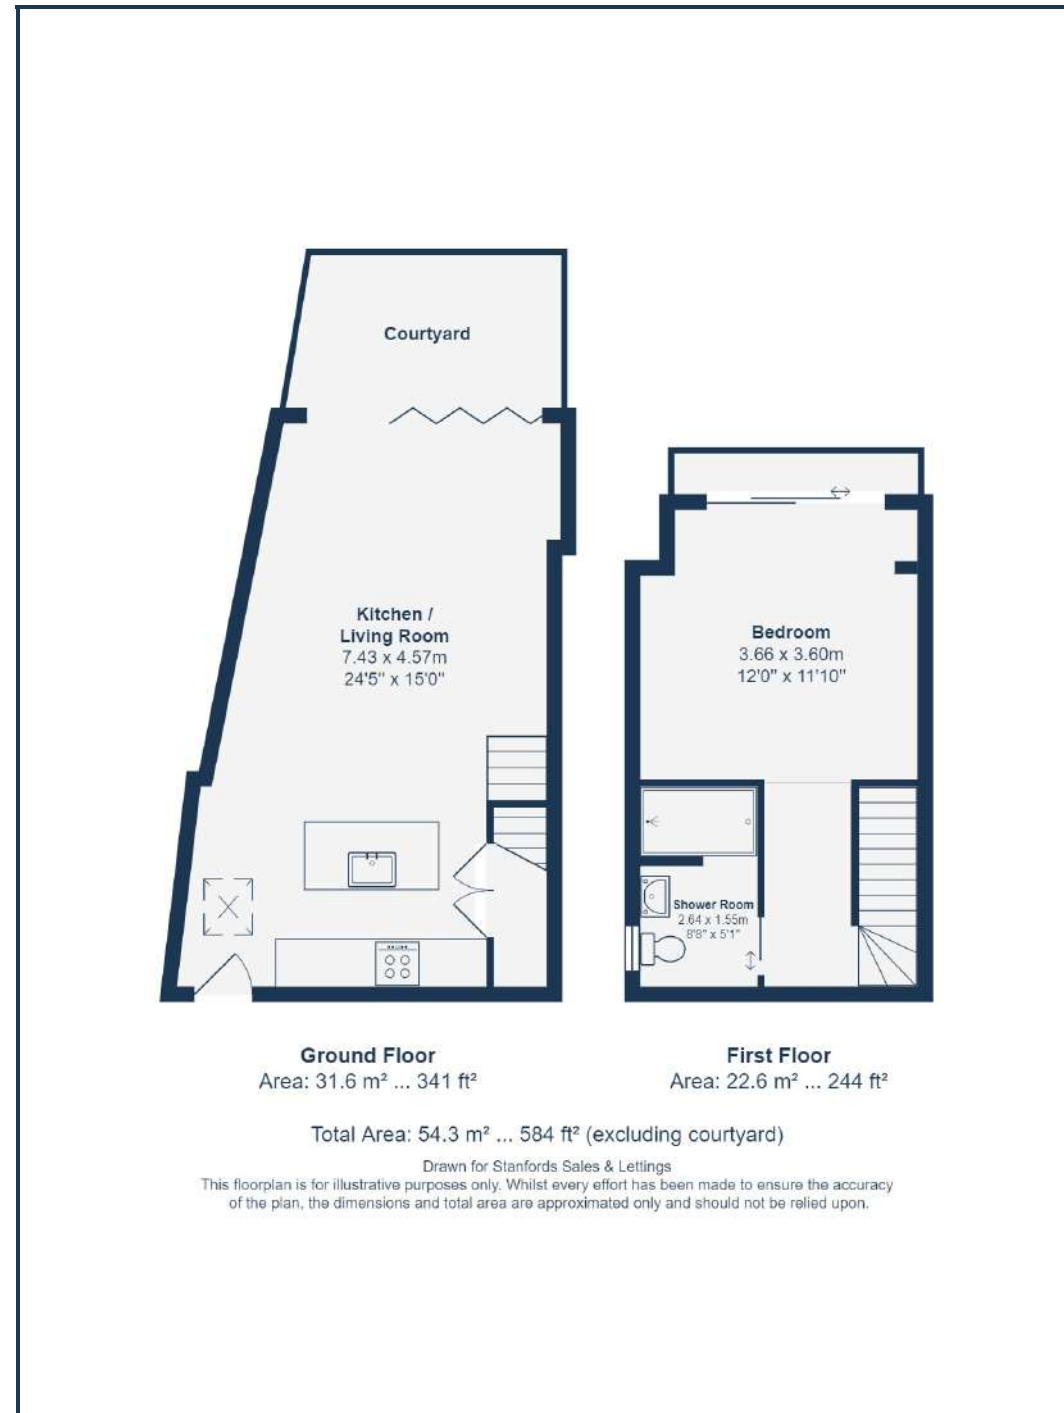 Courtyard
Kitchen /
Living Room
7.43 x 4.57m
24'5" x 15'0"
Bedroom
3.66 x 3.60m
12'0" x 11'10"
Shower Room
2.64 x 1.55m
8'8" x 5'1"
Ground Floor
Area: 31.6 m² ... 341 ft²
First Floor
Area: 22.6 m² ... 244 ft²
Total Area: 54.3 m² ... 584 ft² (excluding courtyard)
Drawn for Stanfords Sales & Lettings
This floorplan is for illustrative purposes only. Whilst every effort has been made to ensure the accuracy
of the plan, the dimensions and total area are approximated only and should not be relied upon.